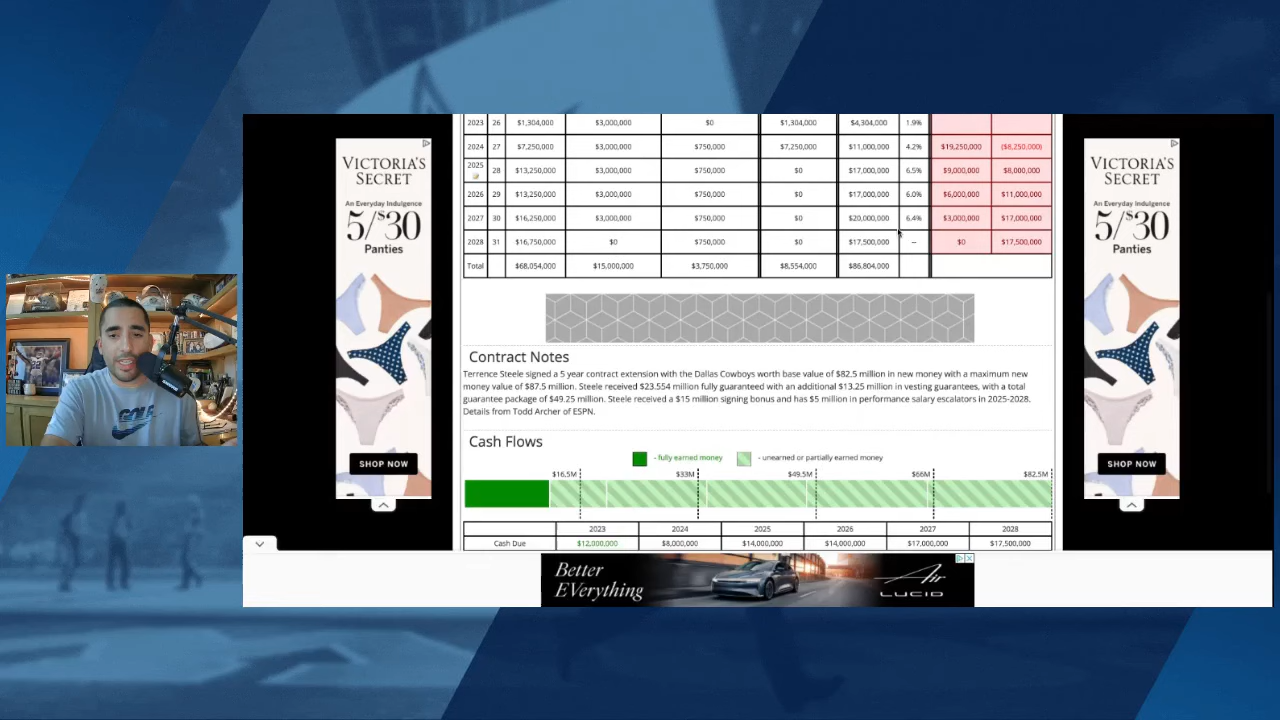 2023 26 $1,304,000 $3,000,000 $0 $1,304,000 $4,304,000 1.9%
2024 27 $7,250,000 $3,000,000 $750,000 $7,250,000 $11,000,000 4.2% $19,250,000 ($8,250,000)
2025 28 $13,250,000 $3,000,000 $750,000 $0 $17,000,000 6.5% $9,000,000 $8,000,000
2026 29 $13,250,000 $3,000,000 $750,000 $0 $17,000,000 6.0% $6,000,000 $11,000,000
2027 30 $16,250,000 $3,000,000 $750,000 $0 $20,000,000 6.4% $3,000,000 $17,000,000
2028 31 $16,750,000 $0 $750,000 $0 $17,500,000 – $0 $17,500,000
Total $68,054,000 $15,000,000 $3,750,000 $8,554,000 $86,804,000
Contract Notes
Terrence Steele signed a 5 year contract extension with the Dallas Cowboys worth base value of $82.5 million in new money with a maximum new
money value of $87.5 million. Steele received $23.554 million fully guaranteed with an additional $13.25 million in vesting guarantees, with a total
guarantee package of $49.25 million. Steele received a $15 million signing bonus and has $5 million in performance salary escalators in 2025-2028.
Details from Todd Archer of ESPN.
Cash Flows
- fully earned money - unearned or partially earned money
$16.5M $33M $49.5M $66M $82.5M
2023 2024 2025 2026 2027 2028
Cash Due $12,000,000 $8,000,000 $14,000,000 $14,000,000 $17,000,000 $17,500,000
VICTORIA'S
SECRET
An Everyday Indulgence
5/$30
Panties
SHOP NOW
VICTORIA'S
SECRET
An Everyday Indulgence
5/$30
Panties
SHOP NOW
GOLF
Better
EVerything
Air
LUCID